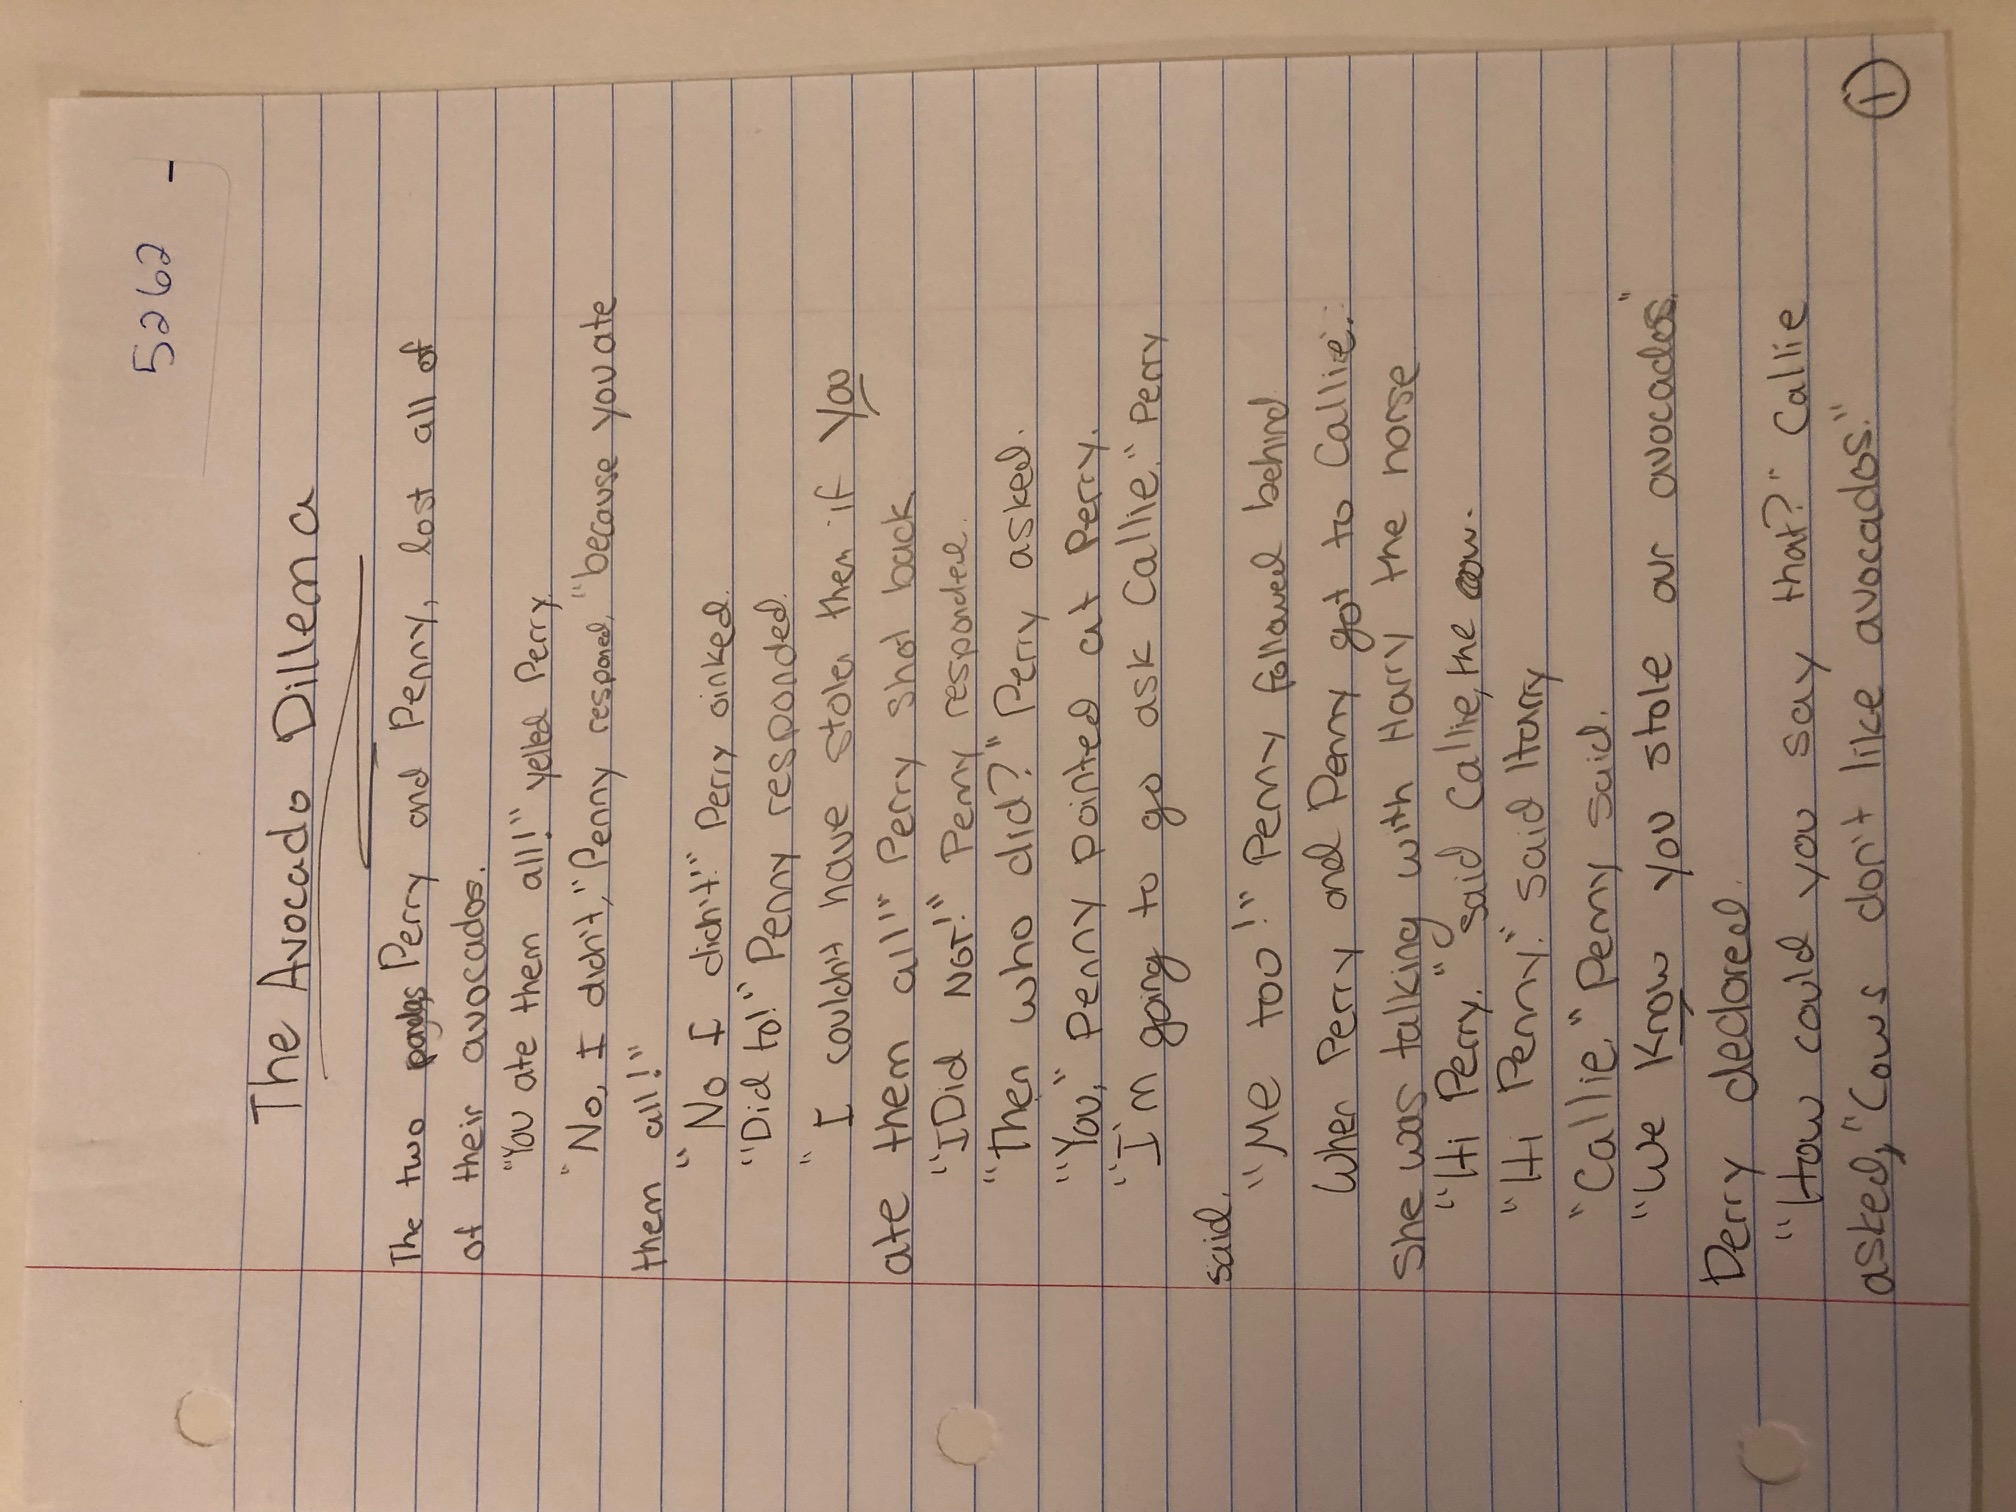 5262 -
The Avocado Dillema
The two pandas Perry and Penny, lost all of
of their avocados.
"You ate them all!" yelled Perry.
"No, I didn't," Penny responed, "because you ate
them all!"
"No I didn't!" Perry oinked.
"Did to!" Penny responded.
"I couldn't have stolen them if you
ate them all!" Perry shot back
"I Did NOT!" Penny responded.
"Then who did?" Perry asked.
"You," Penny pointed at Perry.
"I'm going to go ask Callie." Perry
said.
"Me too!" Penny followed behind
When Perry and Penny got to Callie.
She was talking with Harry the horse
"Hi Perry." said Callie, the cow.
"Hi Penny." said Harry
"Callie," Penny said.
"We know you stole our avocados."
Perry declared.
"How could you say that?" Callie
asked, "Cows don't like avocados."
1